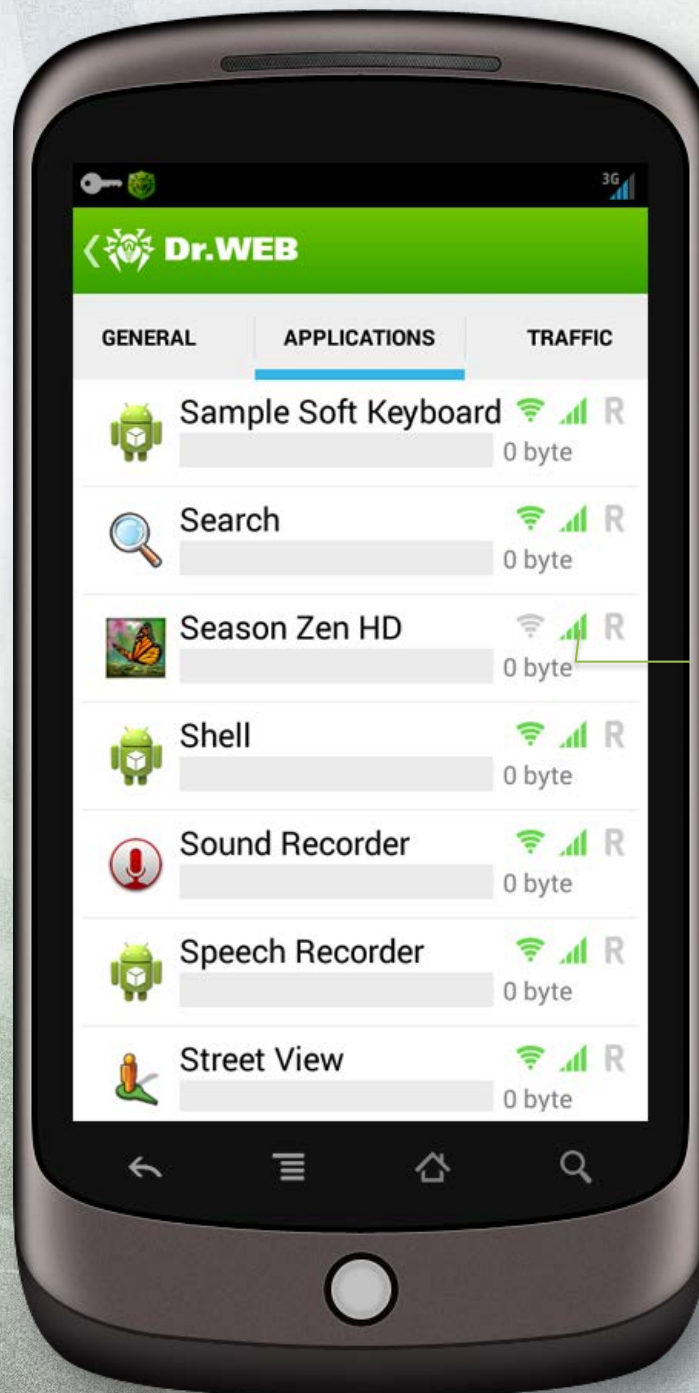 3G
Dr.WEB
GENERAL APPLICATIONS TRAFFIC
Sample Soft Keyboard R
0 byte
Search R
0 byte
Season Zen HD R
0 byte
Shell R
0 byte
Sound Recorder R
0 byte
Speech Recorder R
0 byte
Street View R
0 byte